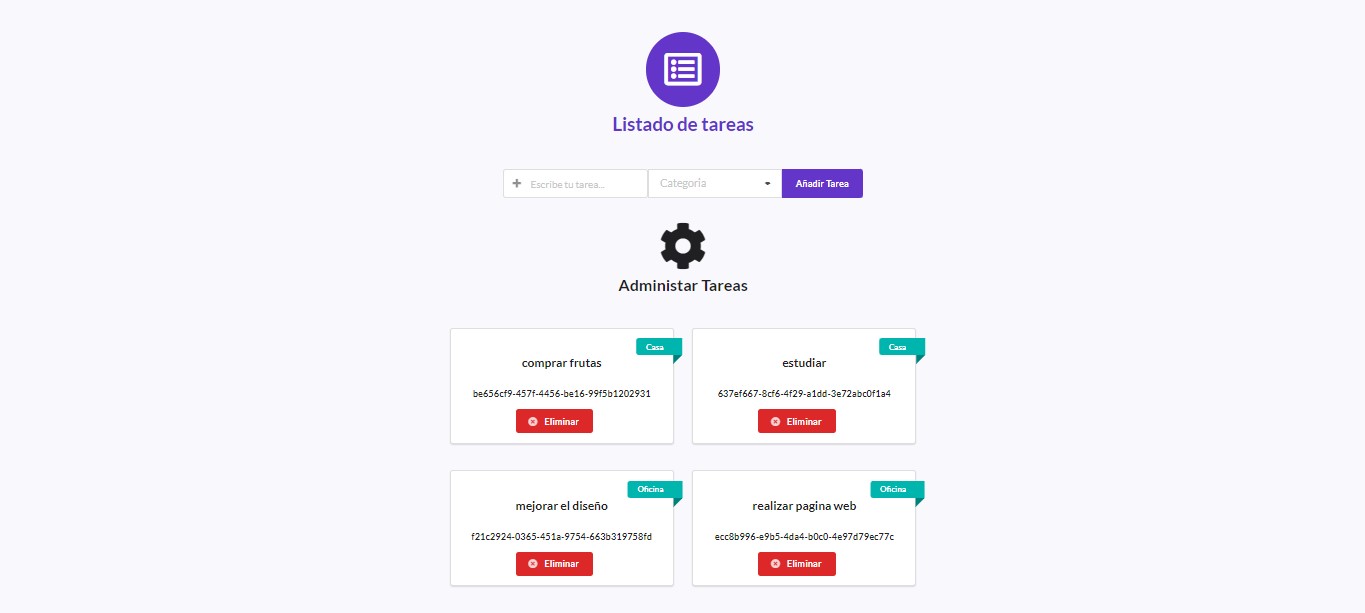 Listado de tareas
Escribe tu tarea...
Categoria
Añadir Tarea
Administar Tareas
Casa
comprar frutas
be656cf9-457f-4456-be16-99f5b1202931
Eliminar
Casa
estudiar
637ef667-8cf6-4f29-a1dd-3e72abc0f1a4
Eliminar
Oficina
mejorar el diseño
f21c2924-0365-451a-9754-663b319758fd
Eliminar
Oficina
realizar pagina web
ecc8b996-e9b5-4da4-b0c0-4e97d79ec77c
Eliminar